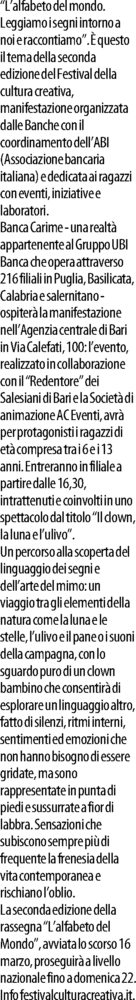 “L’alfabeto del mondo.
Leggiamo i segni intorno a
noi e raccontiamo”. È questo
il tema della seconda
edizione del Festival della
cultura creativa,
manifestazione organizzata
dalle Banche con il
coordinamento dell’ABI
(Associazione bancaria
italiana) e dedicata ai ragazzi
con eventi, iniziative e
laboratori.
Banca Carime - una realtà
appartenente al Gruppo UBI
Banca che opera attraverso
216 filiali in Puglia, Basilicata,
Calabria e salernitano -
ospiterà la manifestazione
nell’Agenzia centrale di Bari
in Via Calefati, 100: l’evento,
realizzato in collaborazione
con il “Redentore” dei
Salesiani di Bari e la Società di
animazione AC Eventi, avrà
per protagonisti i ragazzi di
età compresa tra i 6 e i 13
anni. Entreranno in filiale a
partire dalle 16,30,
intrattenuti e coinvolti in uno
spettacolo dal titolo “Il clown,
la luna e l’ulivo”.
Un percorso alla scoperta del
linguaggio dei segni e
dell’arte del mimo: un
viaggio tra gli elementi della
natura come la luna e le
stelle, l’ulivo e il pane o i suoni
della campagna, con lo
sguardo puro di un clown
bambino che consentirà di
esplorare un linguaggio altro,
fatto di silenzi, ritmi interni,
sentimenti ed emozioni che
non hanno bisogno di essere
gridate, ma sono
rappresentate in punta di
piedi e sussurrate a fior di
labbra. Sensazioni che
subiscono sempre più di
frequente la frenesia della
vita contemporanea e
rischiano l’oblio.
La seconda edizione della
rassegna “L’alfabeto del
Mondo”, avviata lo scorso 16
marzo, proseguirà a livello
nazionale fino a domenica 22.
Info festivalculturacreativa.it.